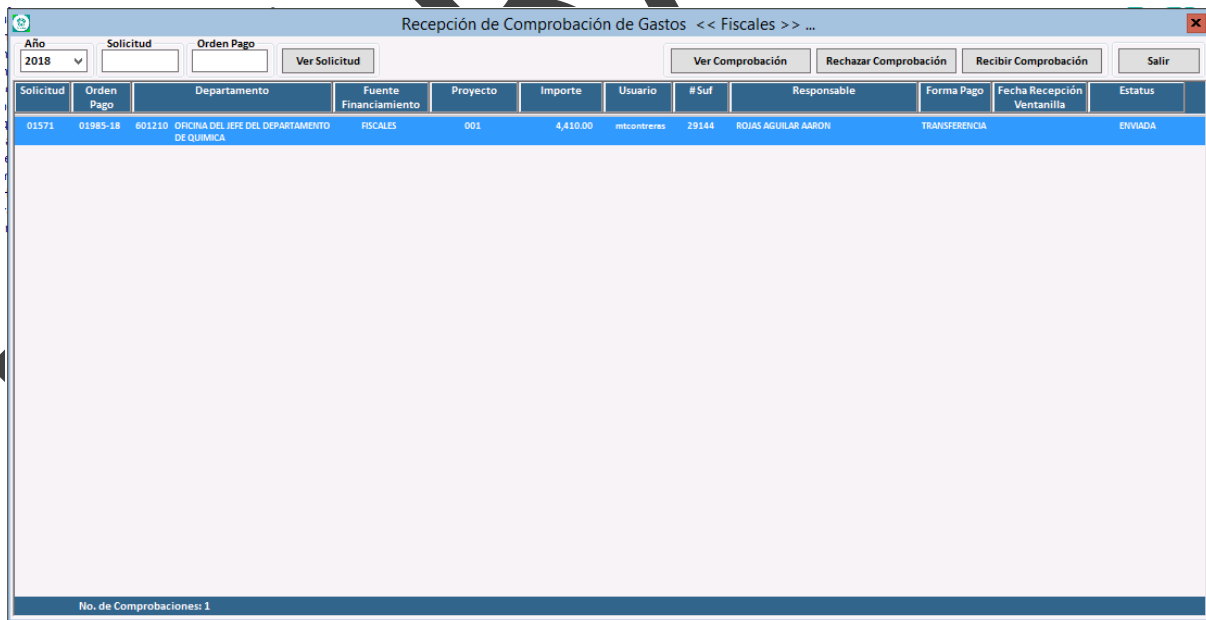 Recepción de Comprobación de Gastos << Fiscales >> ...
Año Solicitud Orden Pago
2018 Ver Solicitud Ver Comprobación Rechazar Comprobación Recibir Comprobación Salir
Solicitud Orden Departamento Fuente Proyecto Importe Usuario #Suf Responsable Forma Pago Fecha Recepción Estatus
Pago Financiamiento Ventanilla
01571 01985-18 601210 OFICINA DEL JEFE DEL DEPARTAMENTO FISCALES 001 4,410.00 mtcontreras 29144 ROJAS AGUILAR AARON TRANSFERENCIA ENVIADA
DE QUIMICA
No. de Comprobaciones: 1